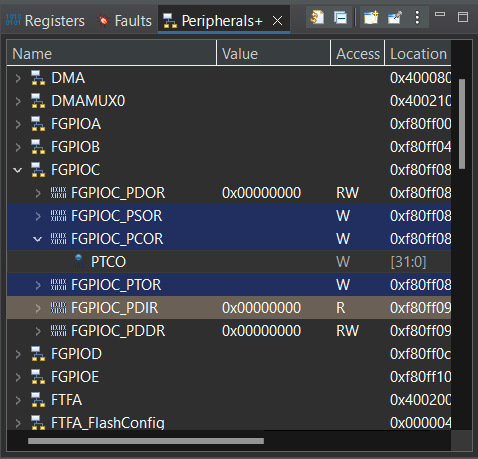 Registers Faults Peripherals+
Name Value Access Location
DMA 0x400080
DMAMUX0 0x400210
FGPIOA 0xf80ff00
FGPIOB 0xf80ff04
FGPIOC 0xf80ff08
FGPIOC_PDOR 0x00000000 RW 0xf80ff08
FGPIOC_PSOR W 0xf80ff08
FGPIOC_PCOR W 0xf80ff08
PTCO W [31:0]
FGPIOC_PTOR W 0xf80ff08
FGPIOC_PDIR 0x00000000 R 0xf80ff09
FGPIOC_PDDR 0x00000000 RW 0xf80ff09
FGPIOD 0xf80ff0c
FGPIOE 0xf80ff10
FTFA 0x400200
FTFA_FlashConfig 0x000004